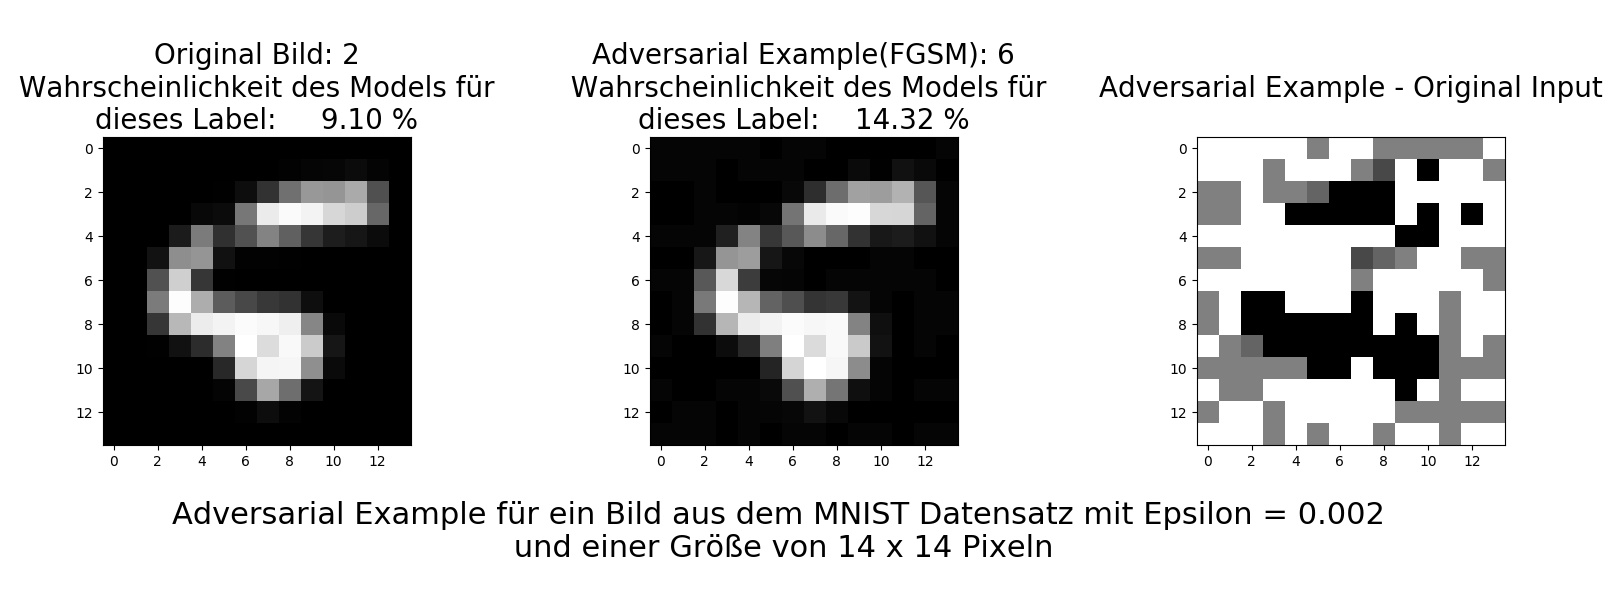 Original Bild: 2
Wahrscheinlichkeit des Models für
dieses Label: 9.10 %
0
2
4
6
8
10
12
0 2 4 6 8 10 12
Adversarial Example(FGSM): 6
Wahrscheinlichkeit des Models für
dieses Label: 14.32 %
0
2
4
6
8
10
12
0 2 4 6 8 10 12
Adversarial Example - Original Input
0
2
4
6
8
10
12
0 2 4 6 8 10 12
Adversarial Example für ein Bild aus dem MNIST Datensatz mit Epsilon = 0.002
und einer Größe von 14 x 14 Pixeln